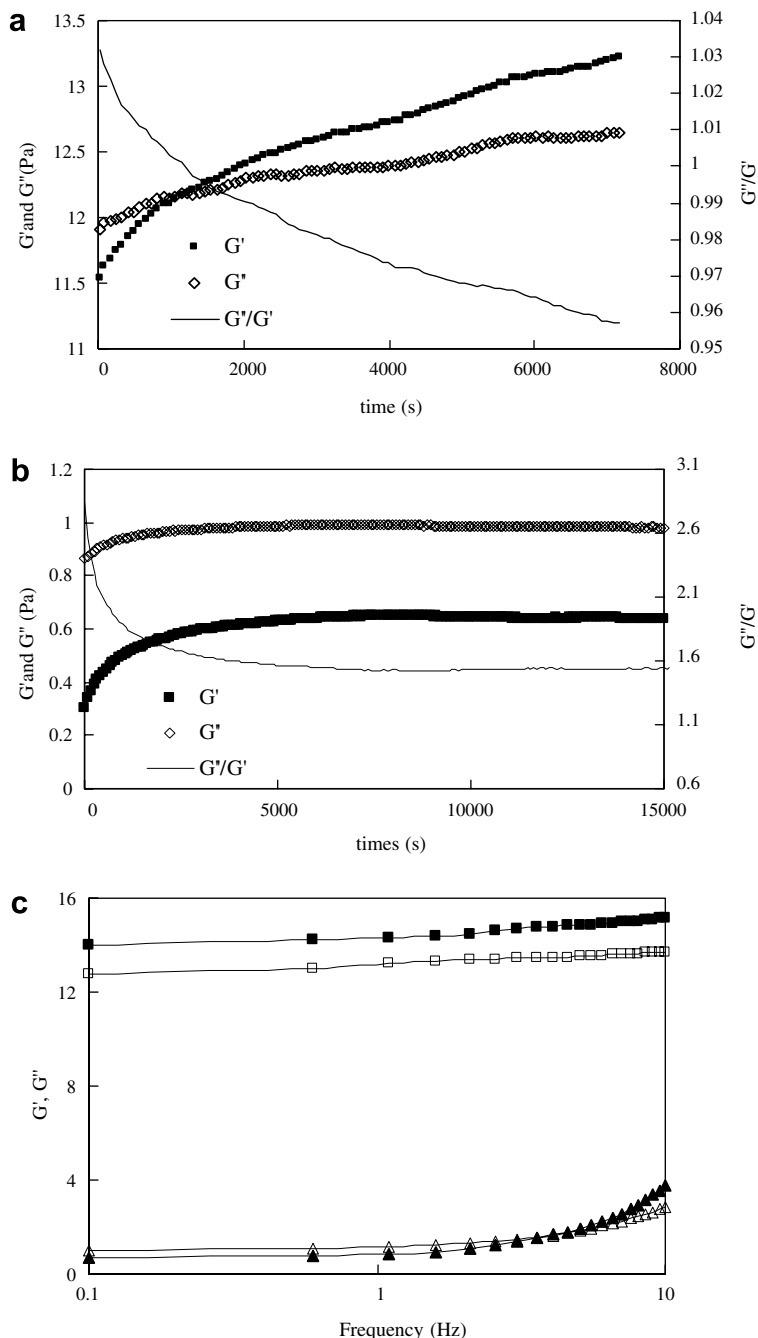 a
13.5
13
12.5
12
11.5
11
G'and G"(Pa)
G'
G"
G"/G'
0
2000
4000
6000
8000
time (s)
1.04
1.03
1.02
1.01
1
0.99
0.98
0.97
0.96
0.95
G"/G'
b
1.2
1
0.8
0.6
0.4
0.2
0
G'and G" (Pa)
G'
G"
G"/G'
0
5000
10000
15000
times (s)
3.1
2.6
2.1
1.6
1.1
0.6
G"/G'
c
16
12
8
4
0
G', G"
0.1
1
10
Frequency (Hz)